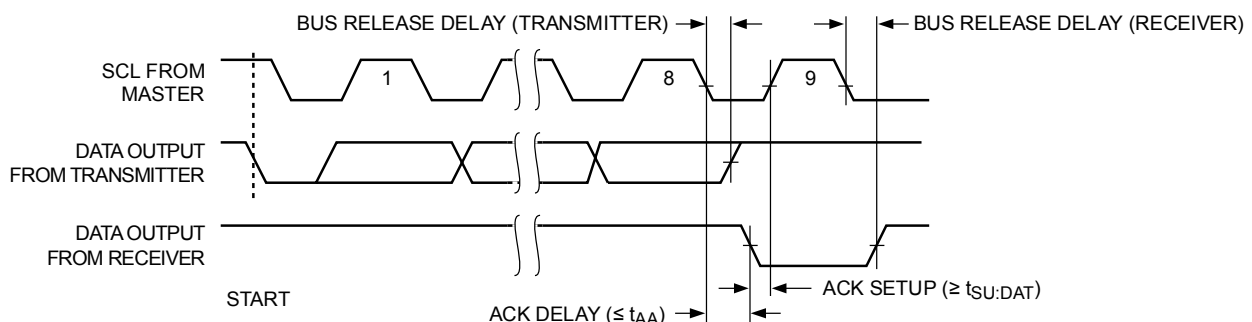 BUS RELEASE DELAY (TRANSMITTER)
BUS RELEASE DELAY (RECEIVER)
SCL FROM
MASTER
1
8
9
DATA OUTPUT
FROM TRANSMITTER
DATA OUTPUT
FROM RECEIVER
START
ACK SETUP (≥ tSU:DAT)
ACK DELAY (≤ tAA)